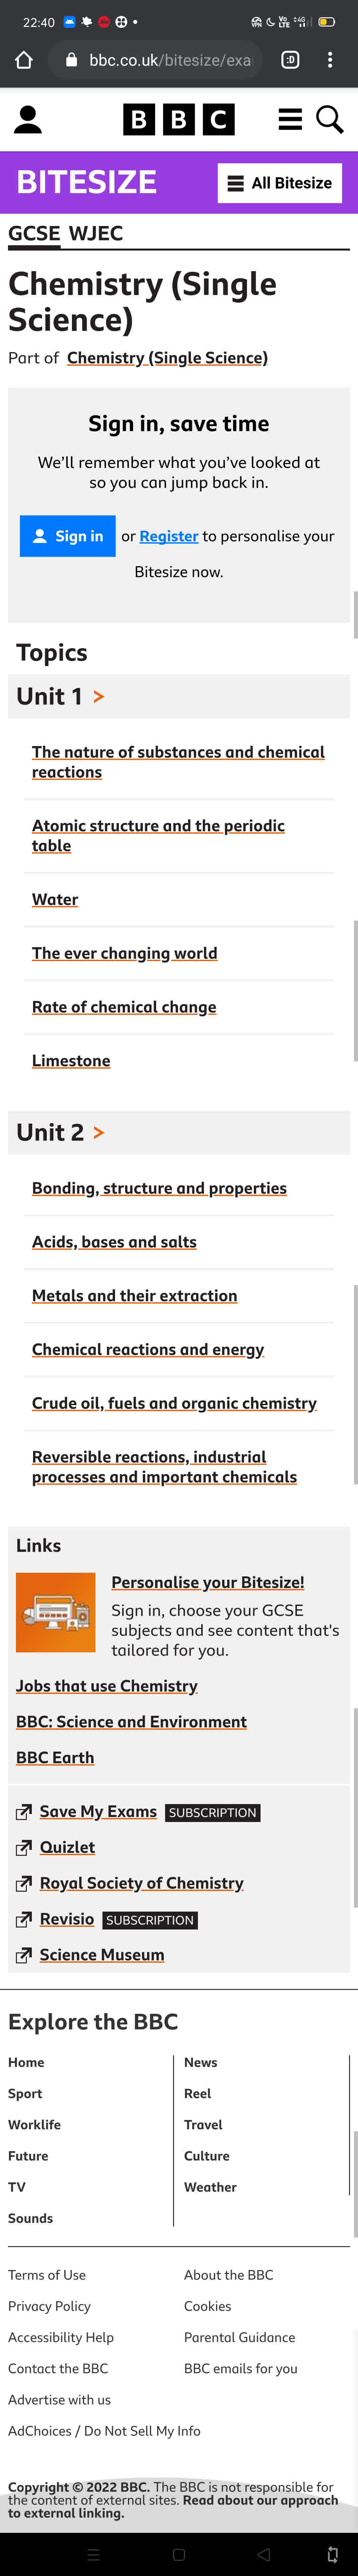 22:40
VPN Vo LTE 4G
bbc.co.uk/bitesize/exa
:D
BBC
BITESIZE
All Bitesize
GCSE WJEC
Chemistry (Single
Science)
Part of Chemistry (Single Science)
Sign in, save time
We'll remember what you've looked at
so you can jump back in.
Sign in or Register to personalise your
Bitesize now.
Topics
Unit 1 >
The nature of substances and chemical
reactions
Atomic structure and the periodic
table
Water
The ever changing world
Rate of chemical change
Limestone
Unit 2 >
Bonding, structure and properties
Acids, bases and salts
Metals and their extraction
Chemical reactions and energy
Crude oil, fuels and organic chemistry
Reversible reactions, industrial
processes and important chemicals
Links
Personalise your Bitesize!
Sign in, choose your GCSE
subjects and see content that's
tailored for you.
Jobs that use Chemistry
BBC: Science and Environment
BBC Earth
Save My Exams SUBSCRIPTION
Quizlet
Royal Society of Chemistry
Revisio SUBSCRIPTION
Science Museum
Explore the BBC
Home
News
Sport
Reel
Worklife
Travel
Future
Culture
TV
Weather
Sounds
Terms of Use
About the BBC
Privacy Policy
Cookies
Accessibility Help
Parental Guidance
Contact the BBC
BBC emails for you
Advertise with us
AdChoices / Do Not Sell My Info
Copyright © 2022 BBC. The BBC is not responsible for
the content of external sites. Read about our approach
to external linking.